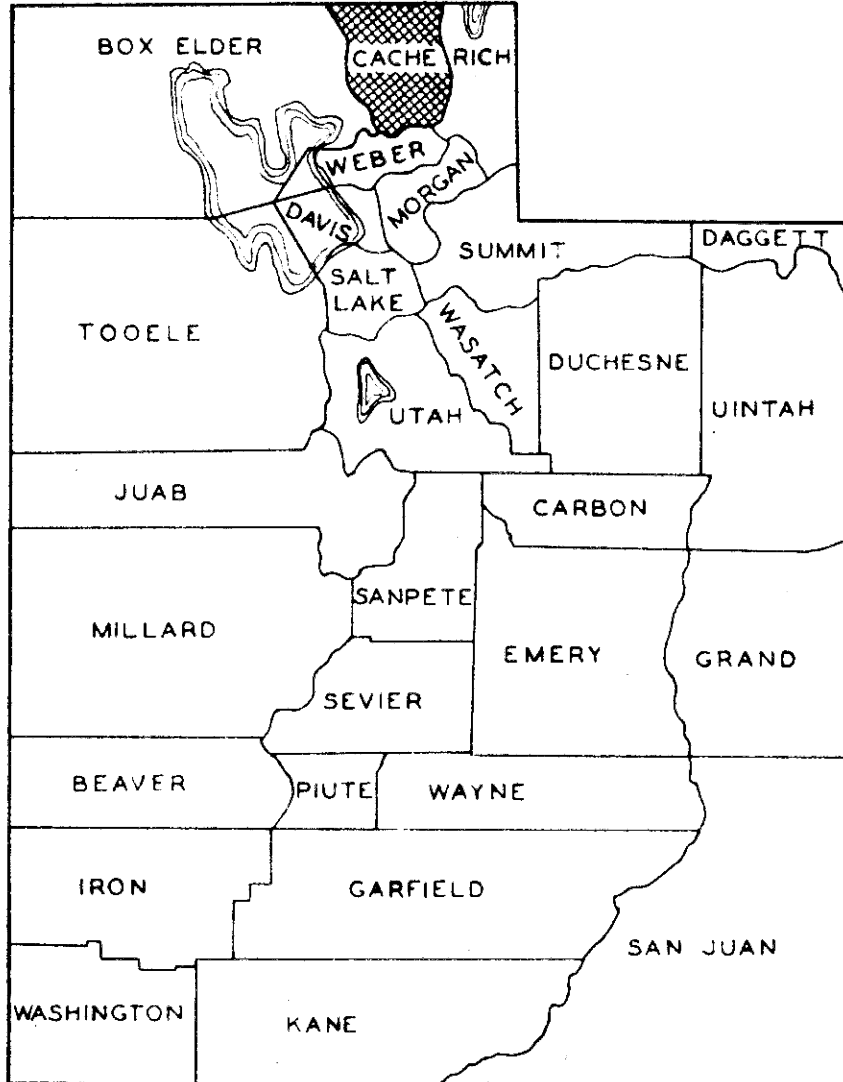 BOX ELDER
CACHE
RICH
WEBER
MORGAN
DAVIS
SUMMIT
DAGGETT
SALT
LAKE
TOOELE
WASATCH
DUCHESNE
UINTAH
UTAH
JUAB
CARBON
SANPETE
MILLARD
EMERY
GRAND
SEVIER
BEAVER
PIUTE
WAYNE
IRON
GARFIELD
SAN JUAN
WASHINGTON
KANE